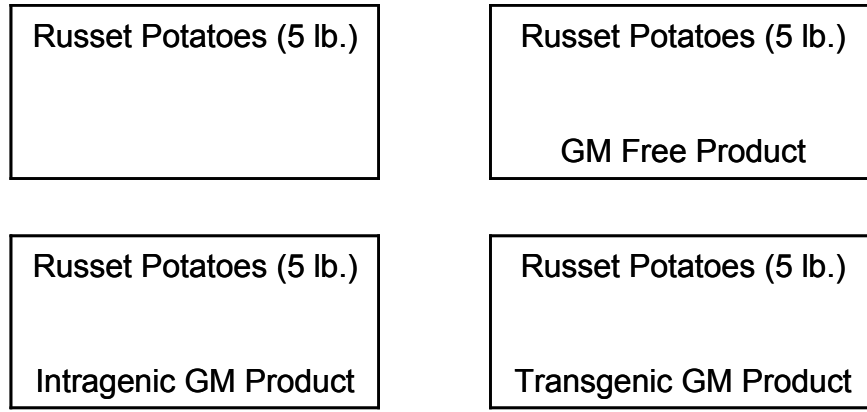 Russet Potatoes (5 lb.)
Russet Potatoes (5 lb.)
GM Free Product
Russet Potatoes (5 lb.)
Intragenic GM Product
Russet Potatoes (5 lb.)
Transgenic GM Product